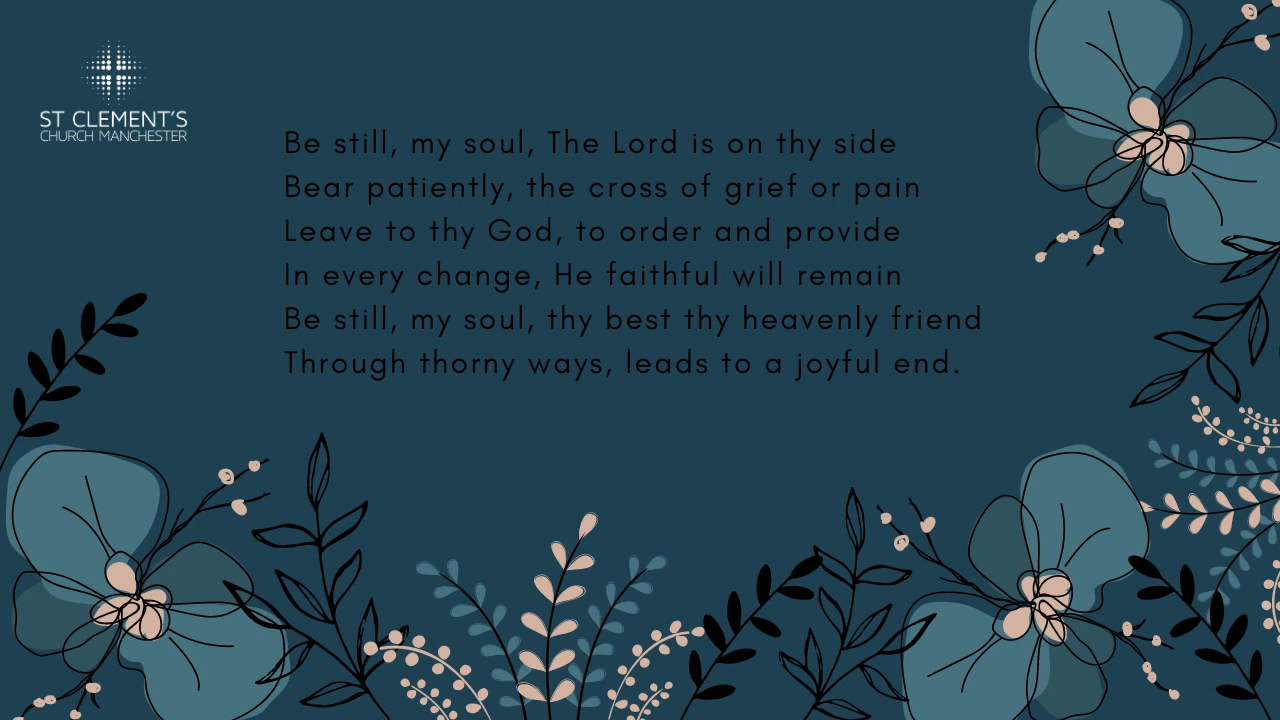 ST CLEMENT'S
CHURCH MANCHESTER
Be still, my soul, The Lord is on thy side
Bear patiently, the cross of grief or pain
Leave to thy God, to order and provide
In every change, He faithful will remain
Be still, my soul, thy best thy heavenly friend
Through thorny ways, leads to a joyful end.